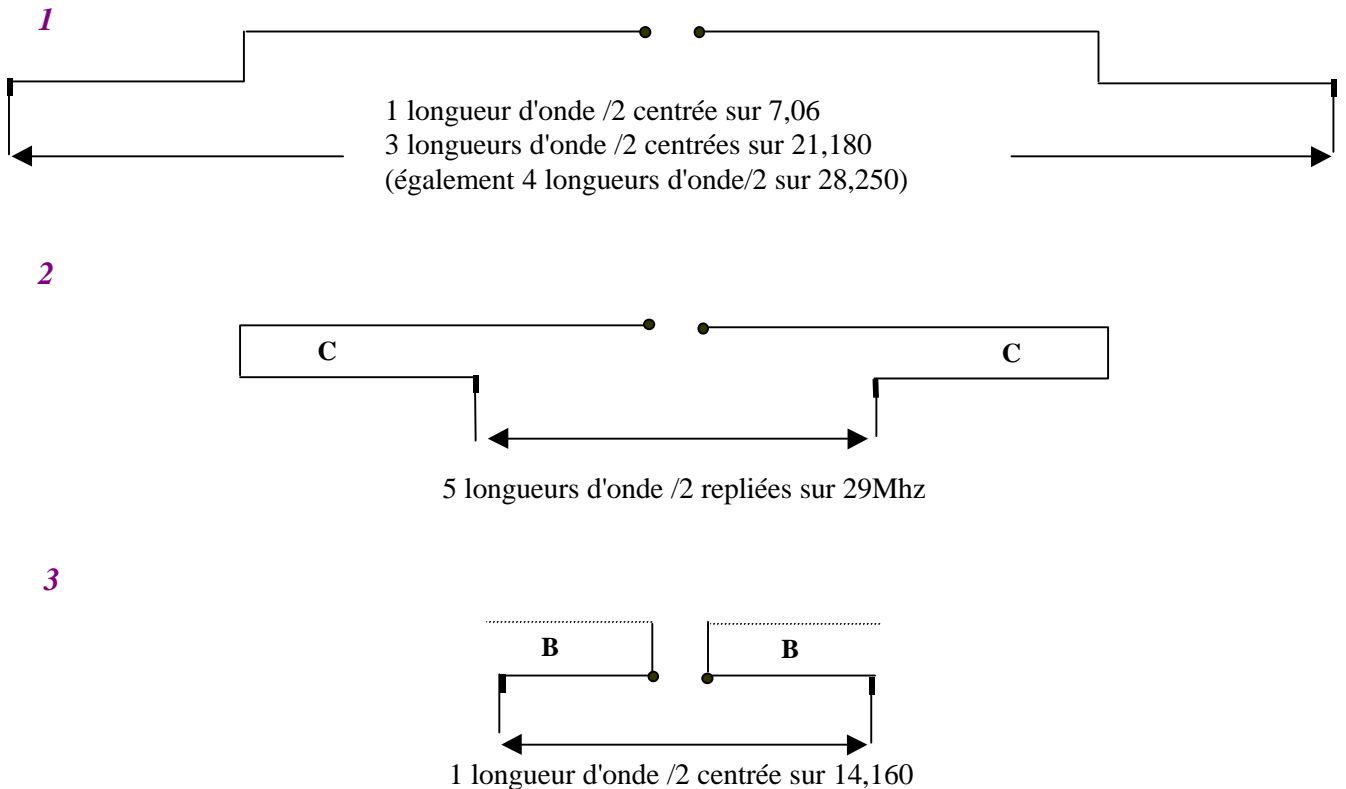 1
1 longueur d'onde /2 centrée sur 7,06
3 longueurs d'onde /2 centrées sur 21,180
(également 4 longueurs d'onde/2 sur 28,250)
2
C
C
5 longueurs d'onde /2 repliées sur 29Mhz
3
B
B
1 longueur d'onde /2 centrée sur 14,160